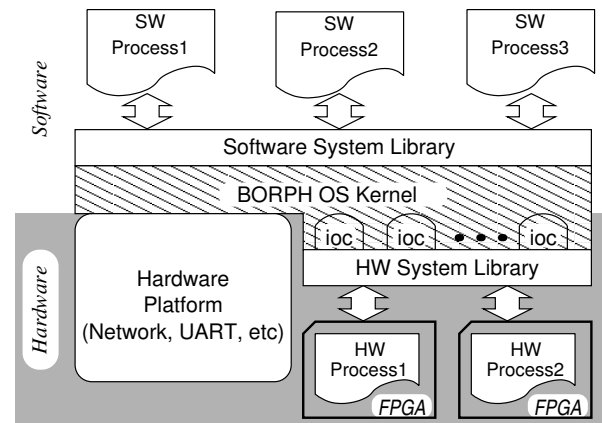 SW
Process1
SW
Process2
SW
Process3
Software
Software System Library
BORPH OS Kernel
ioc
ioc
ioc
HW System Library
Hardware
Hardware
Platform
(Network, UART, etc)
HW
Process1
FPGA
HW
Process2
FPGA